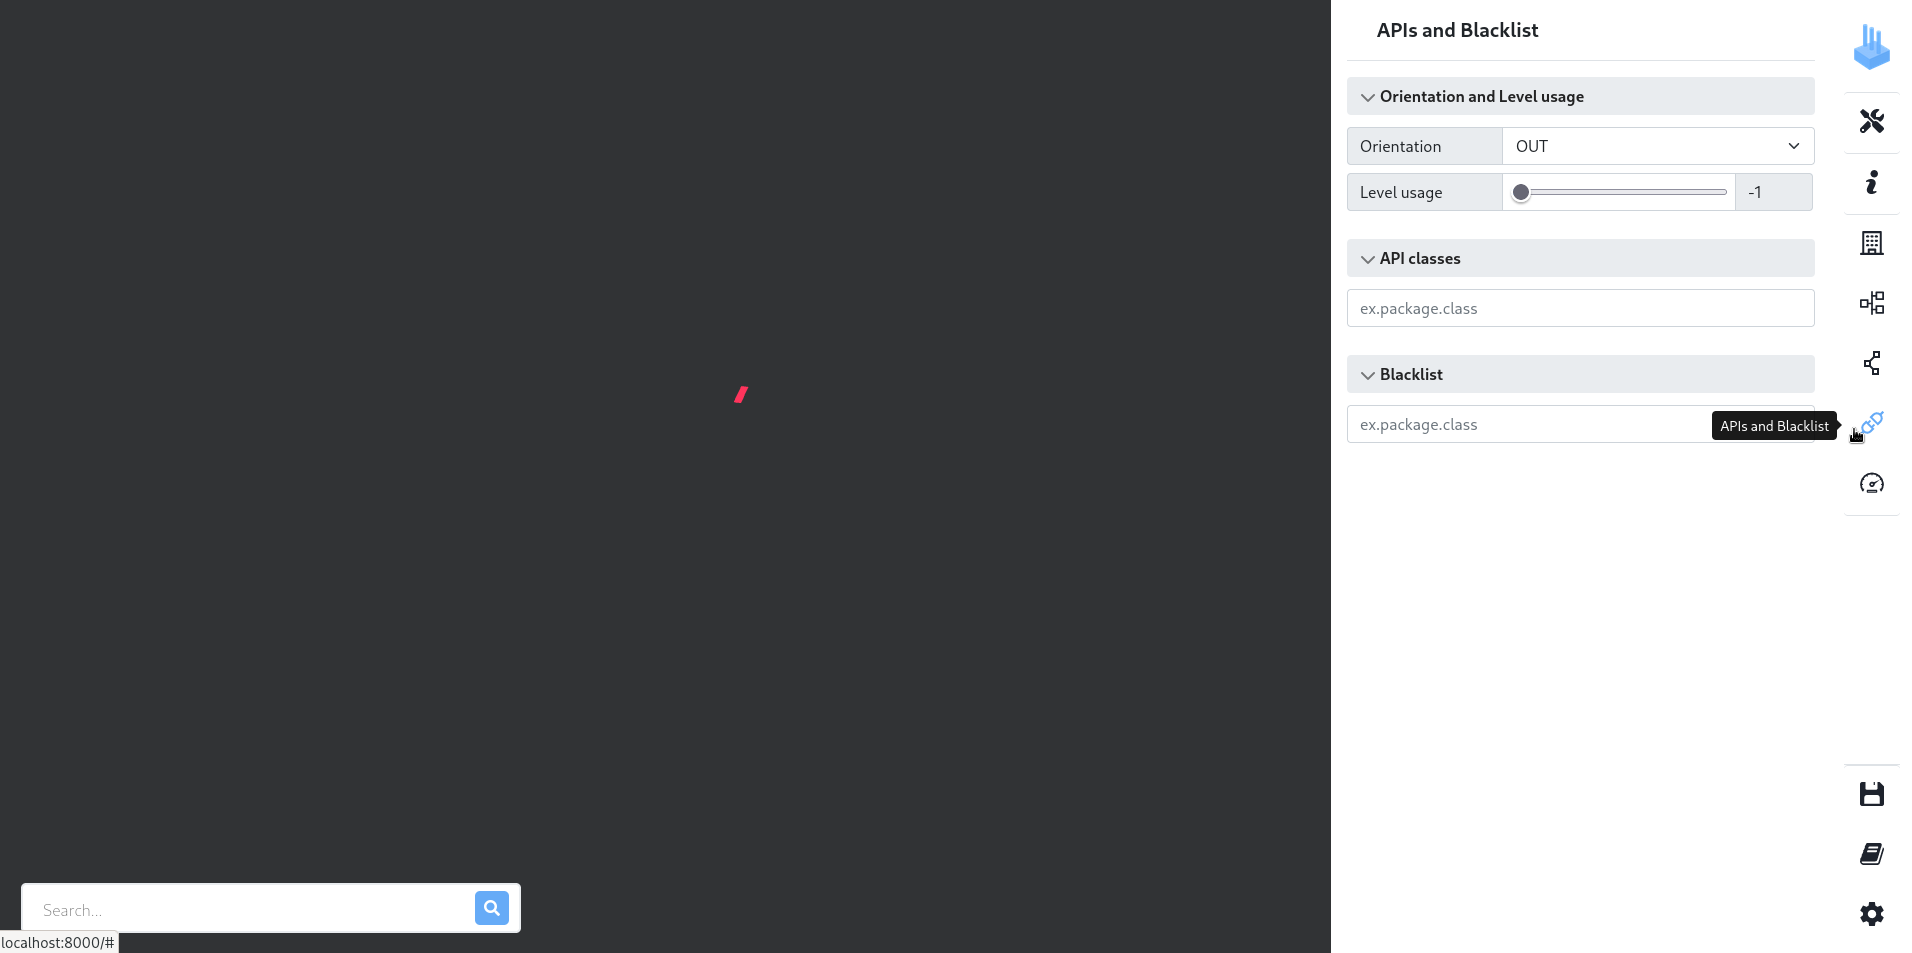 APIs and Blacklist
Orientation and Level usage
Orientation OUT
Level usage -1
API classes
ex.package.class
Blacklist
ex.package.class
APIs and Blacklist
Search...
localhost:8000/#